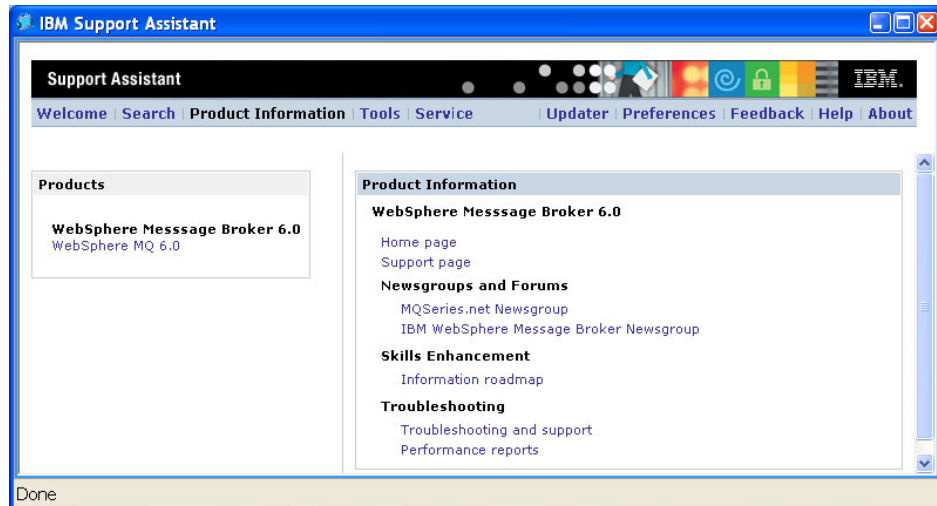 IBM Support Assistant
Support Assistant
IBM.
Welcome | Search | Product Information | Tools | Service | Updater | Preferences | Feedback | Help | About
Products
WebSphere Messsage Broker 6.0
WebSphere MQ 6.0
Product Information
WebSphere Messsage Broker 6.0
Home page
Support page
Newsgroups and Forums
MQSeries.net Newsgroup
IBM WebSphere Message Broker Newsgroup
Skills Enhancement
Information roadmap
Troubleshooting
Troubleshooting and support
Performance reports
Done